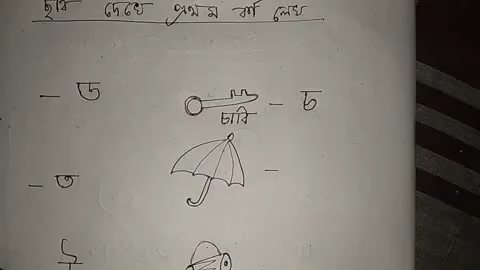 ছবি দেখে প্রথম বর্ণ লেখ
– ড
– চ
চাবি
– ত
–